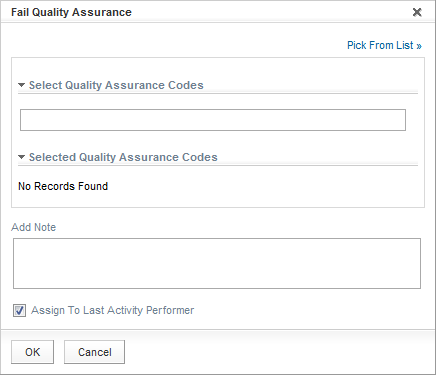 Fail Quality Assurance
Pick From List »
Select Quality Assurance Codes
Selected Quality Assurance Codes
No Records Found
Add Note
Assign To Last Activity Performer
OK Cancel